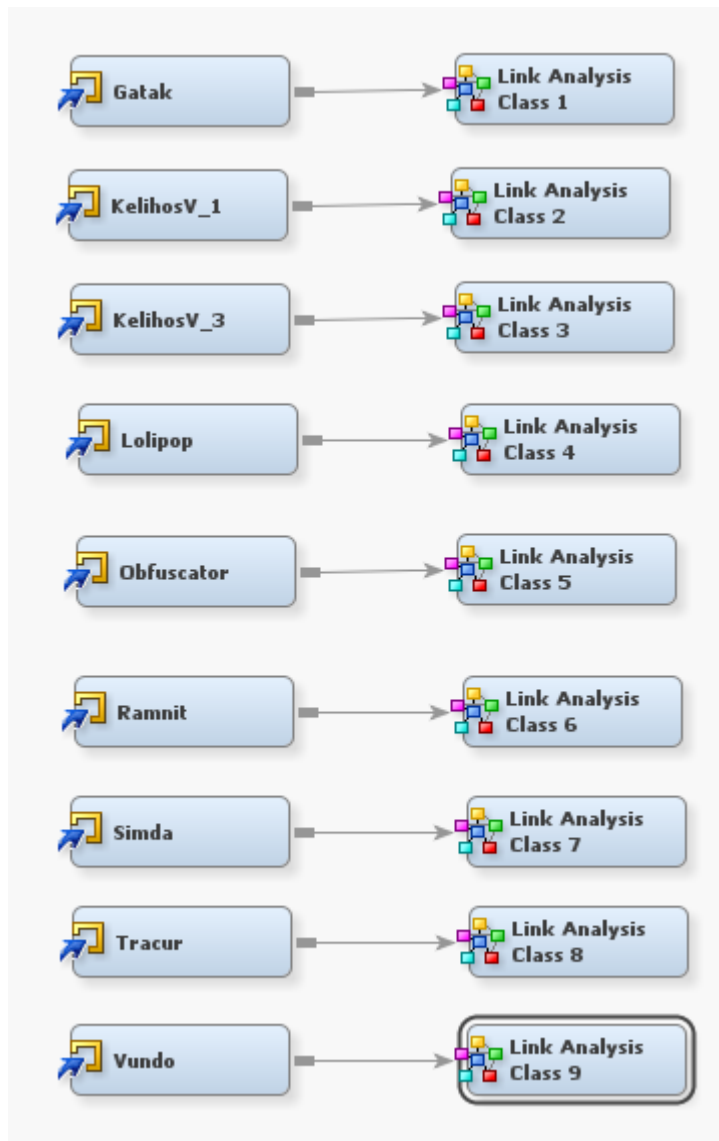 Gatak
Link Analysis
Class 1
KelihosV_1
Link Analysis
Class 2
KelihosV_3
Link Analysis
Class 3
Lolipop
Link Analysis
Class 4
Obfuscator
Link Analysis
Class 5
Ramnit
Link Analysis
Class 6
Simda
Link Analysis
Class 7
Tracur
Link Analysis
Class 8
Vundo
Link Analysis
Class 9